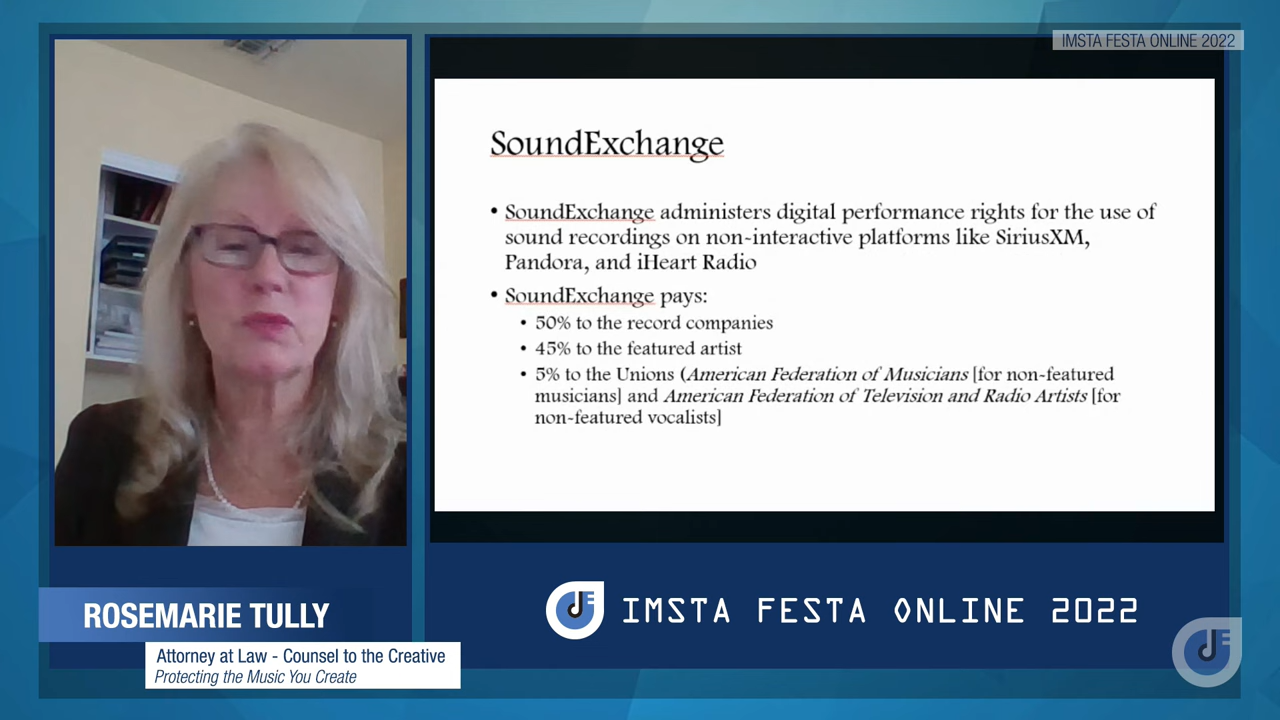 IMSTA FESTA ONLINE 2022
SoundExchange
• SoundExchange administers digital performance rights for the use of
sound recordings on non-interactive platforms like SiriusXM,
Pandora, and iHeart Radio
• SoundExchange pays:
• 50% to the record companies
• 45% to the featured artist
• 5% to the Unions (American Federation of Musicians [for non-featured
musicians] and American Federation of Television and Radio Artists [for
non-featured vocalists]
ROSEMARIE TULLY
Attorney at Law - Counsel to the Creative
Protecting the Music You Create
IMSTA FESTA ONLINE 2022